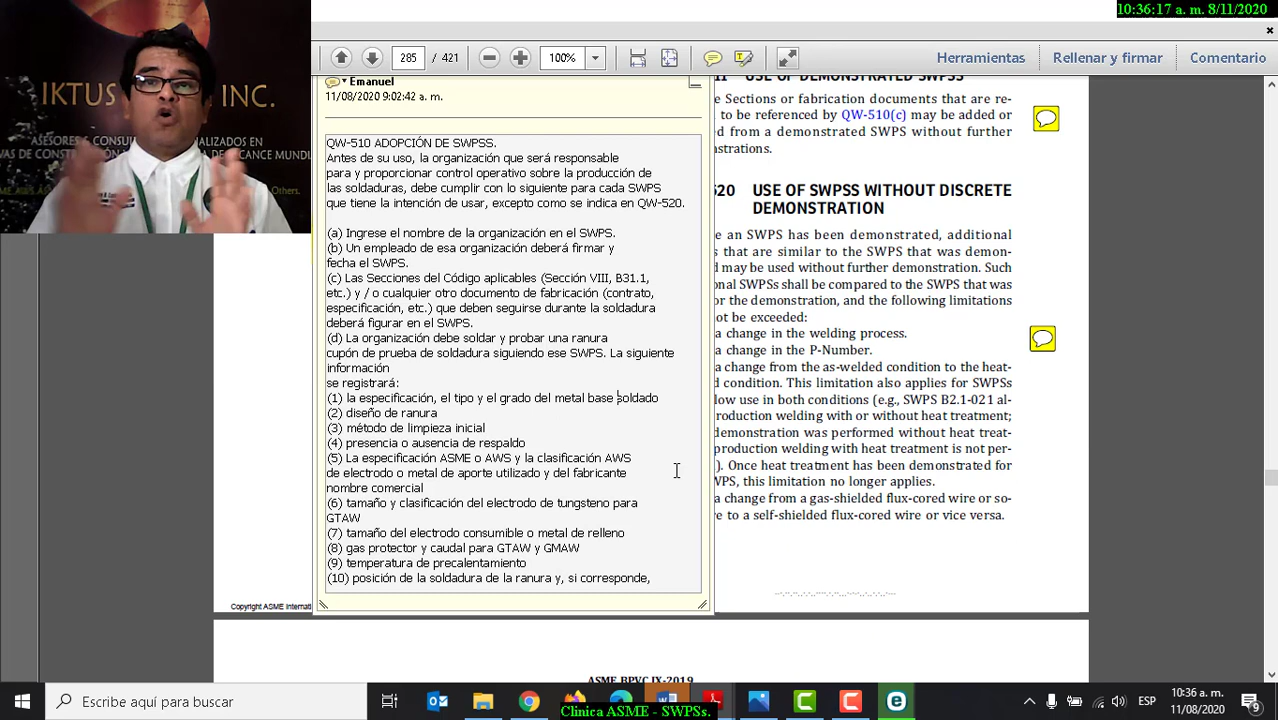 10:36:17 a. m. 8/11/2020
285 / 421
100%
Herramientas
Rellenar y firmar
Comentario
IKTUS
INC.
ASESORES & CONSUL
ALIZADOS EN
VAS DE CONSTRU
CANCE MUNDI
Others.
Emanuel
11/08/2020 9:02:42 a. m.
QW-510 ADOPCIÓN DE SWPSS.
Antes de su uso, la organización que será responsable
para y proporcionar control operativo sobre la producción de
las soldaduras, debe cumplir con lo siguiente para cada SWPS
que tiene la intención de usar, excepto como se indica en QW-520.
(a) Ingrese el nombre de la organización en el SWPS.
(b) Un empleado de esa organización deberá firmar y
fecha el SWPS.
(c) Las Secciones del Código aplicables (Sección VIII, B31.1,
etc.) y / o cualquier otro documento de fabricación (contrato,
especificación, etc.) que deben seguirse durante la soldadura
deberá figurar en el SWPS.
(d) La organización debe soldar y probar una ranura
cupón de prueba de soldadura siguiendo ese SWPS. La siguiente
información
se registrará:
(1) la especificación, el tipo y el grado del metal base soldado
(2) diseño de ranura
(3) método de limpieza inicial
(4) presencia o ausencia de respaldo
(5) La especificación ASME o AWS y la clasificación AWS
de electrodo o metal de aporte utilizado y del fabricante
nombre comercial
(6) tamaño y clasificación del electrodo de tungsteno para
GTAW
(7) tamaño del electrodo consumible o metal de relleno
(8) gas protector y caudal para GTAW y GMAW
(9) temperatura de precalentamiento
(10) posición de la soldadura de la ranura y, si corresponde,
USE OF DEMONSTRATED SWPSS
e Sections or fabrication documents that are re-
to be referenced by QW-510(c) may be added or
ed from a demonstrated SWPS without further
nstrations.
20 USE OF SWPSS WITHOUT DISCRETE
DEMONSTRATION
e an SWPS has been demonstrated, additional
s that are similar to the SWPS that was demon-
d may be used without further demonstration. Such
onal SWPSs shall be compared to the SWPS that was
or the demonstration, and the following limitations
ot be exceeded:
a change in the welding process.
a change in the P-Number.
a change from the as-welded condition to the heat-
d condition. This limitation also applies for SWPSs
low use in both conditions (e.g., SWPS B2.1-021 al-
roduction welding with or without heat treatment;
demonstration was performed without heat treat-
production welding with heat treatment is not per-
). Once heat treatment has been demonstrated for
WPS, this limitation no longer applies.
a change from a gas-shielded flux-cored wire or so-
re to a self-shielded flux-cored wire or vice versa.
Copyright ASME Internati
ASME BPVC.IX-2019
Escribe aquí para buscar
ESP
10:36 a. m.
11/08/2020
Clinica ASME - SWPSs.